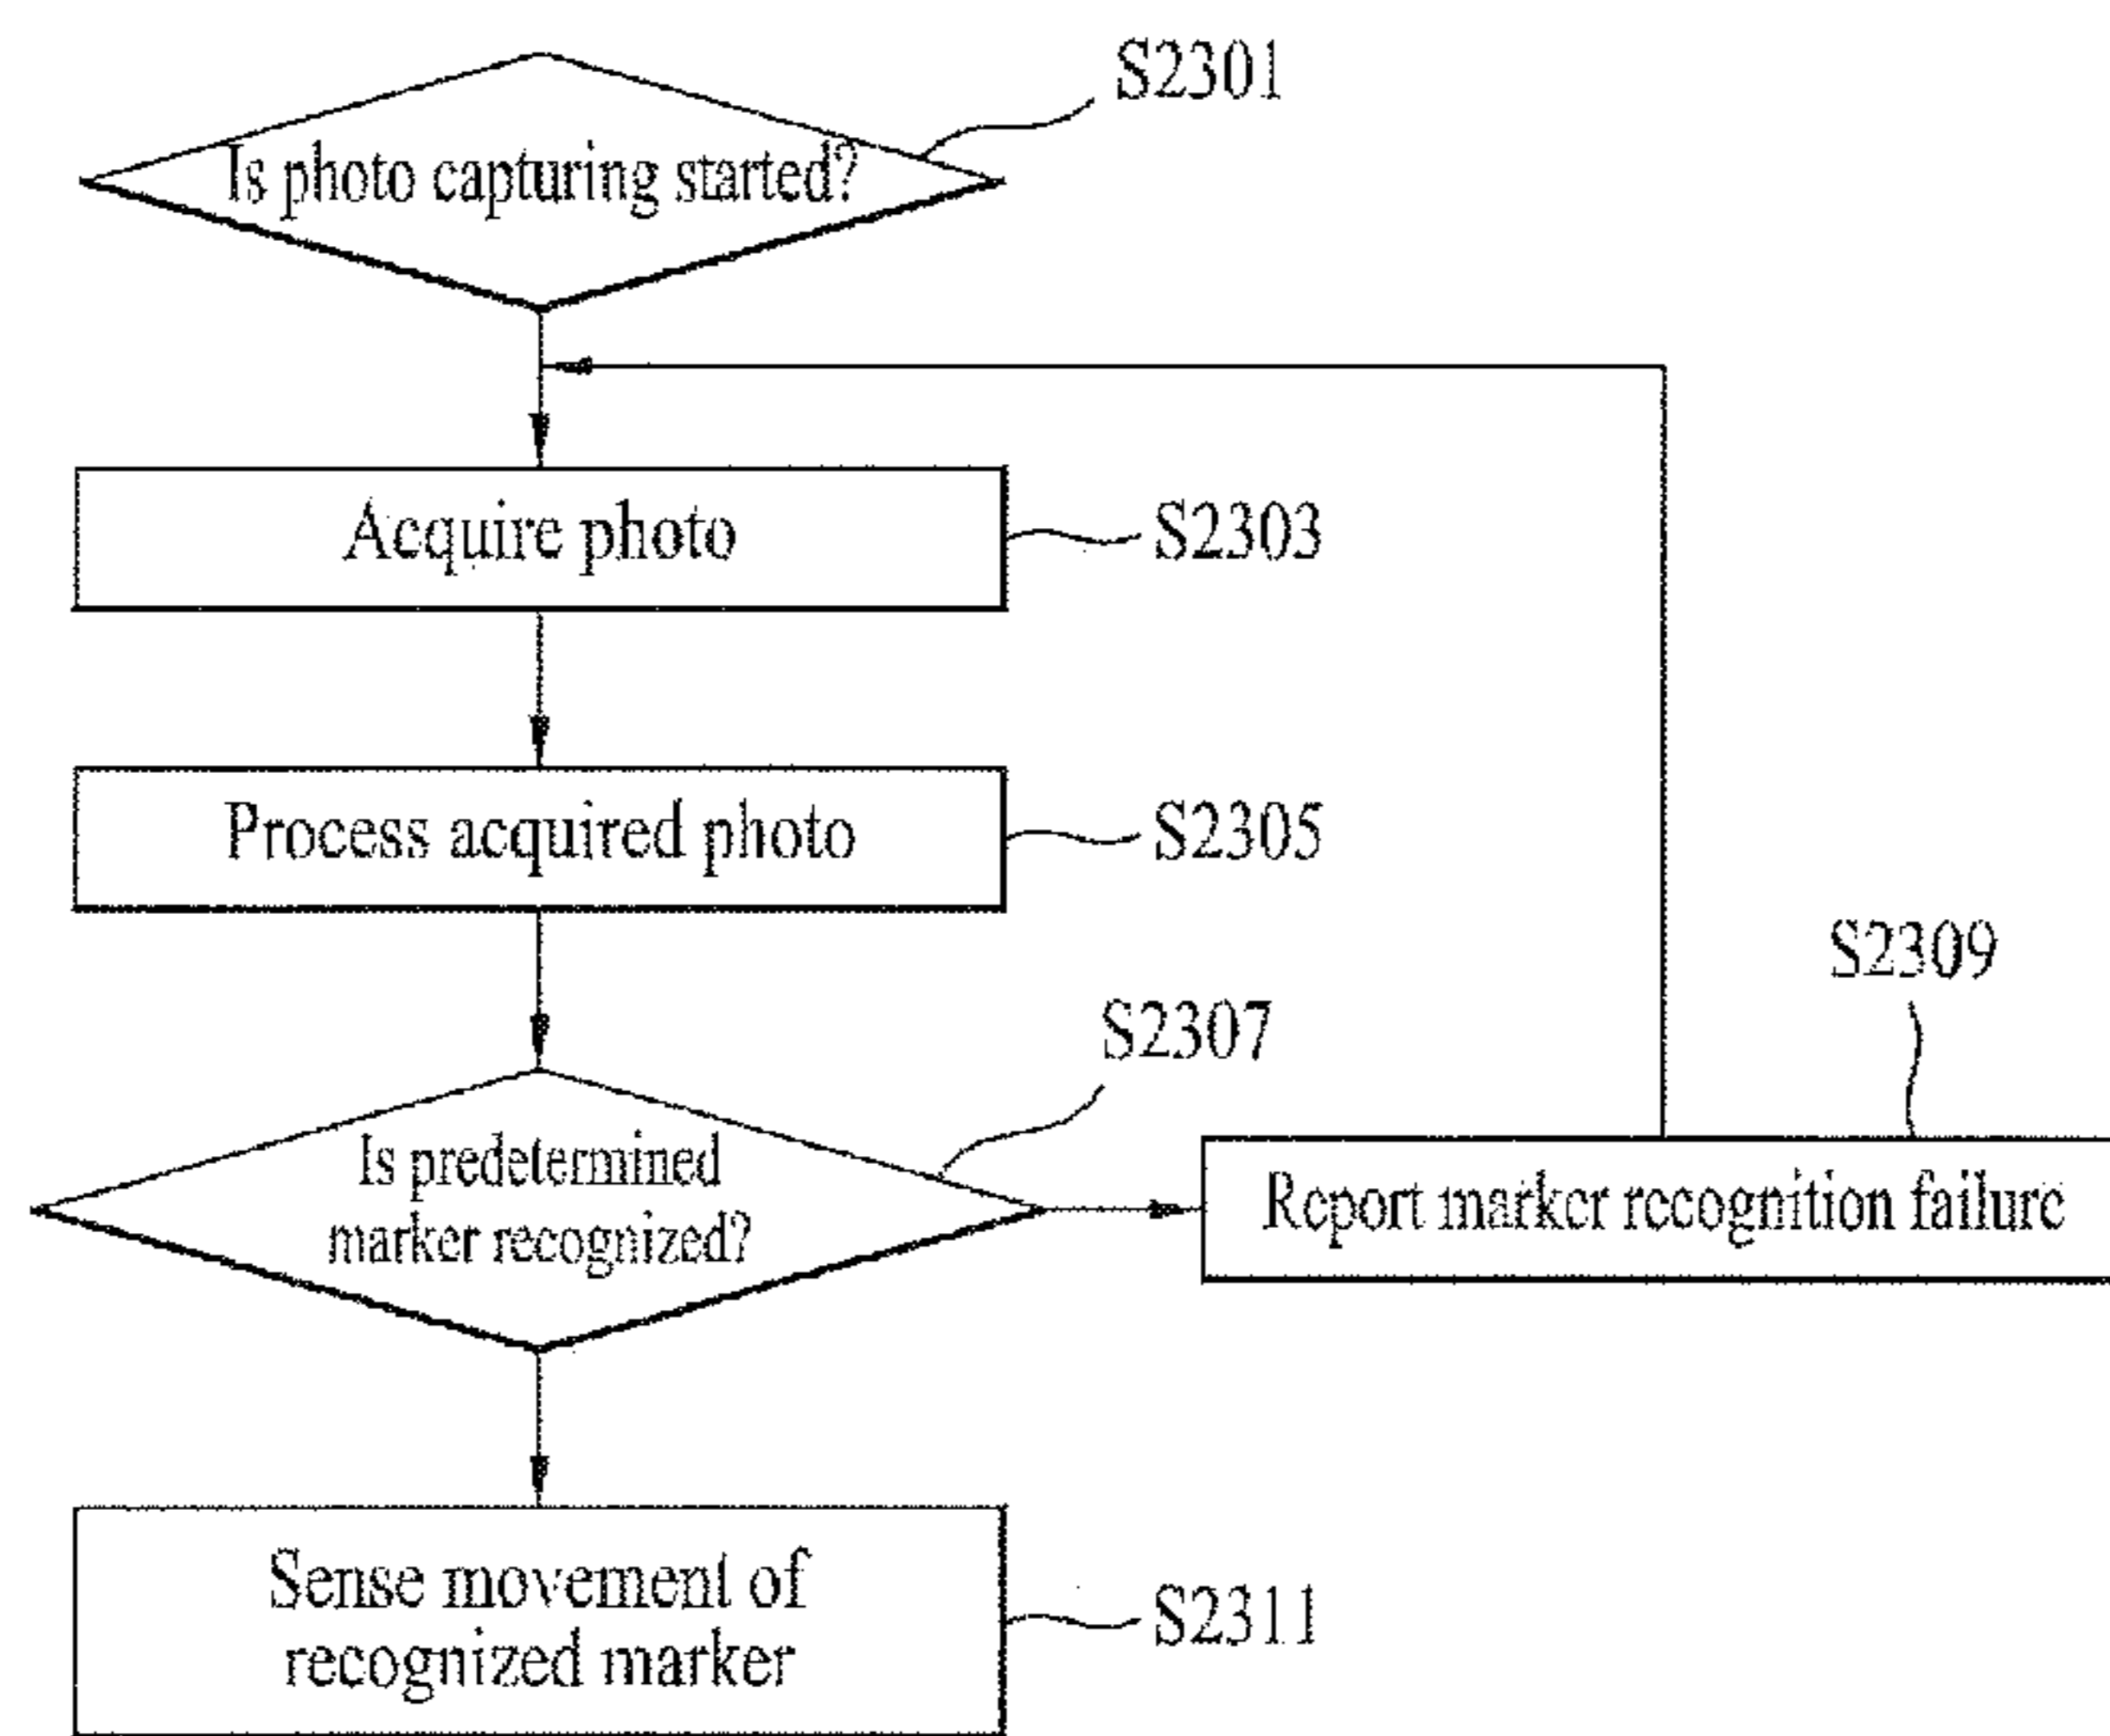 S2301
Is photo capturing started?
Acquire photo
S2303
Process acquired photo
S2305
S2309
S2307
Is predetermined
marker recognized?
Report marker recognition failure
Sense movement of
recognized marker
S2311